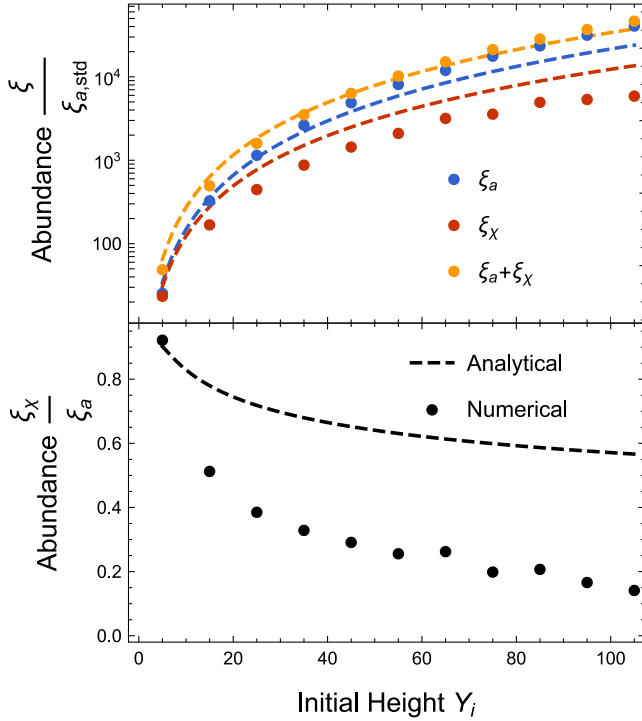 Abundance ξ / ξa,std
10⁴
10³
100
ξa
ξχ
ξa+ξχ
Abundance ξχ / ξa
0.8
0.6
0.4
0.2
0.0
Analytical
Numerical
0 20 40 60 80 100
Initial Height Yi